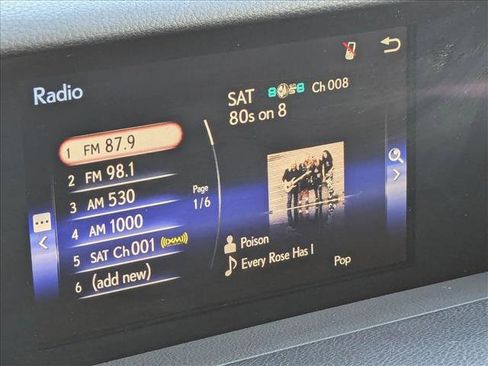 Radio
1 FM 87.9
2 FM 98.1
3 AM 530
4 AM 1000
5 SAT Ch 001 ((XM))
6 (add new)
Page
1/6
SAT
Ch 008
80s on 8
Poison
Every Rose Has I
Pop